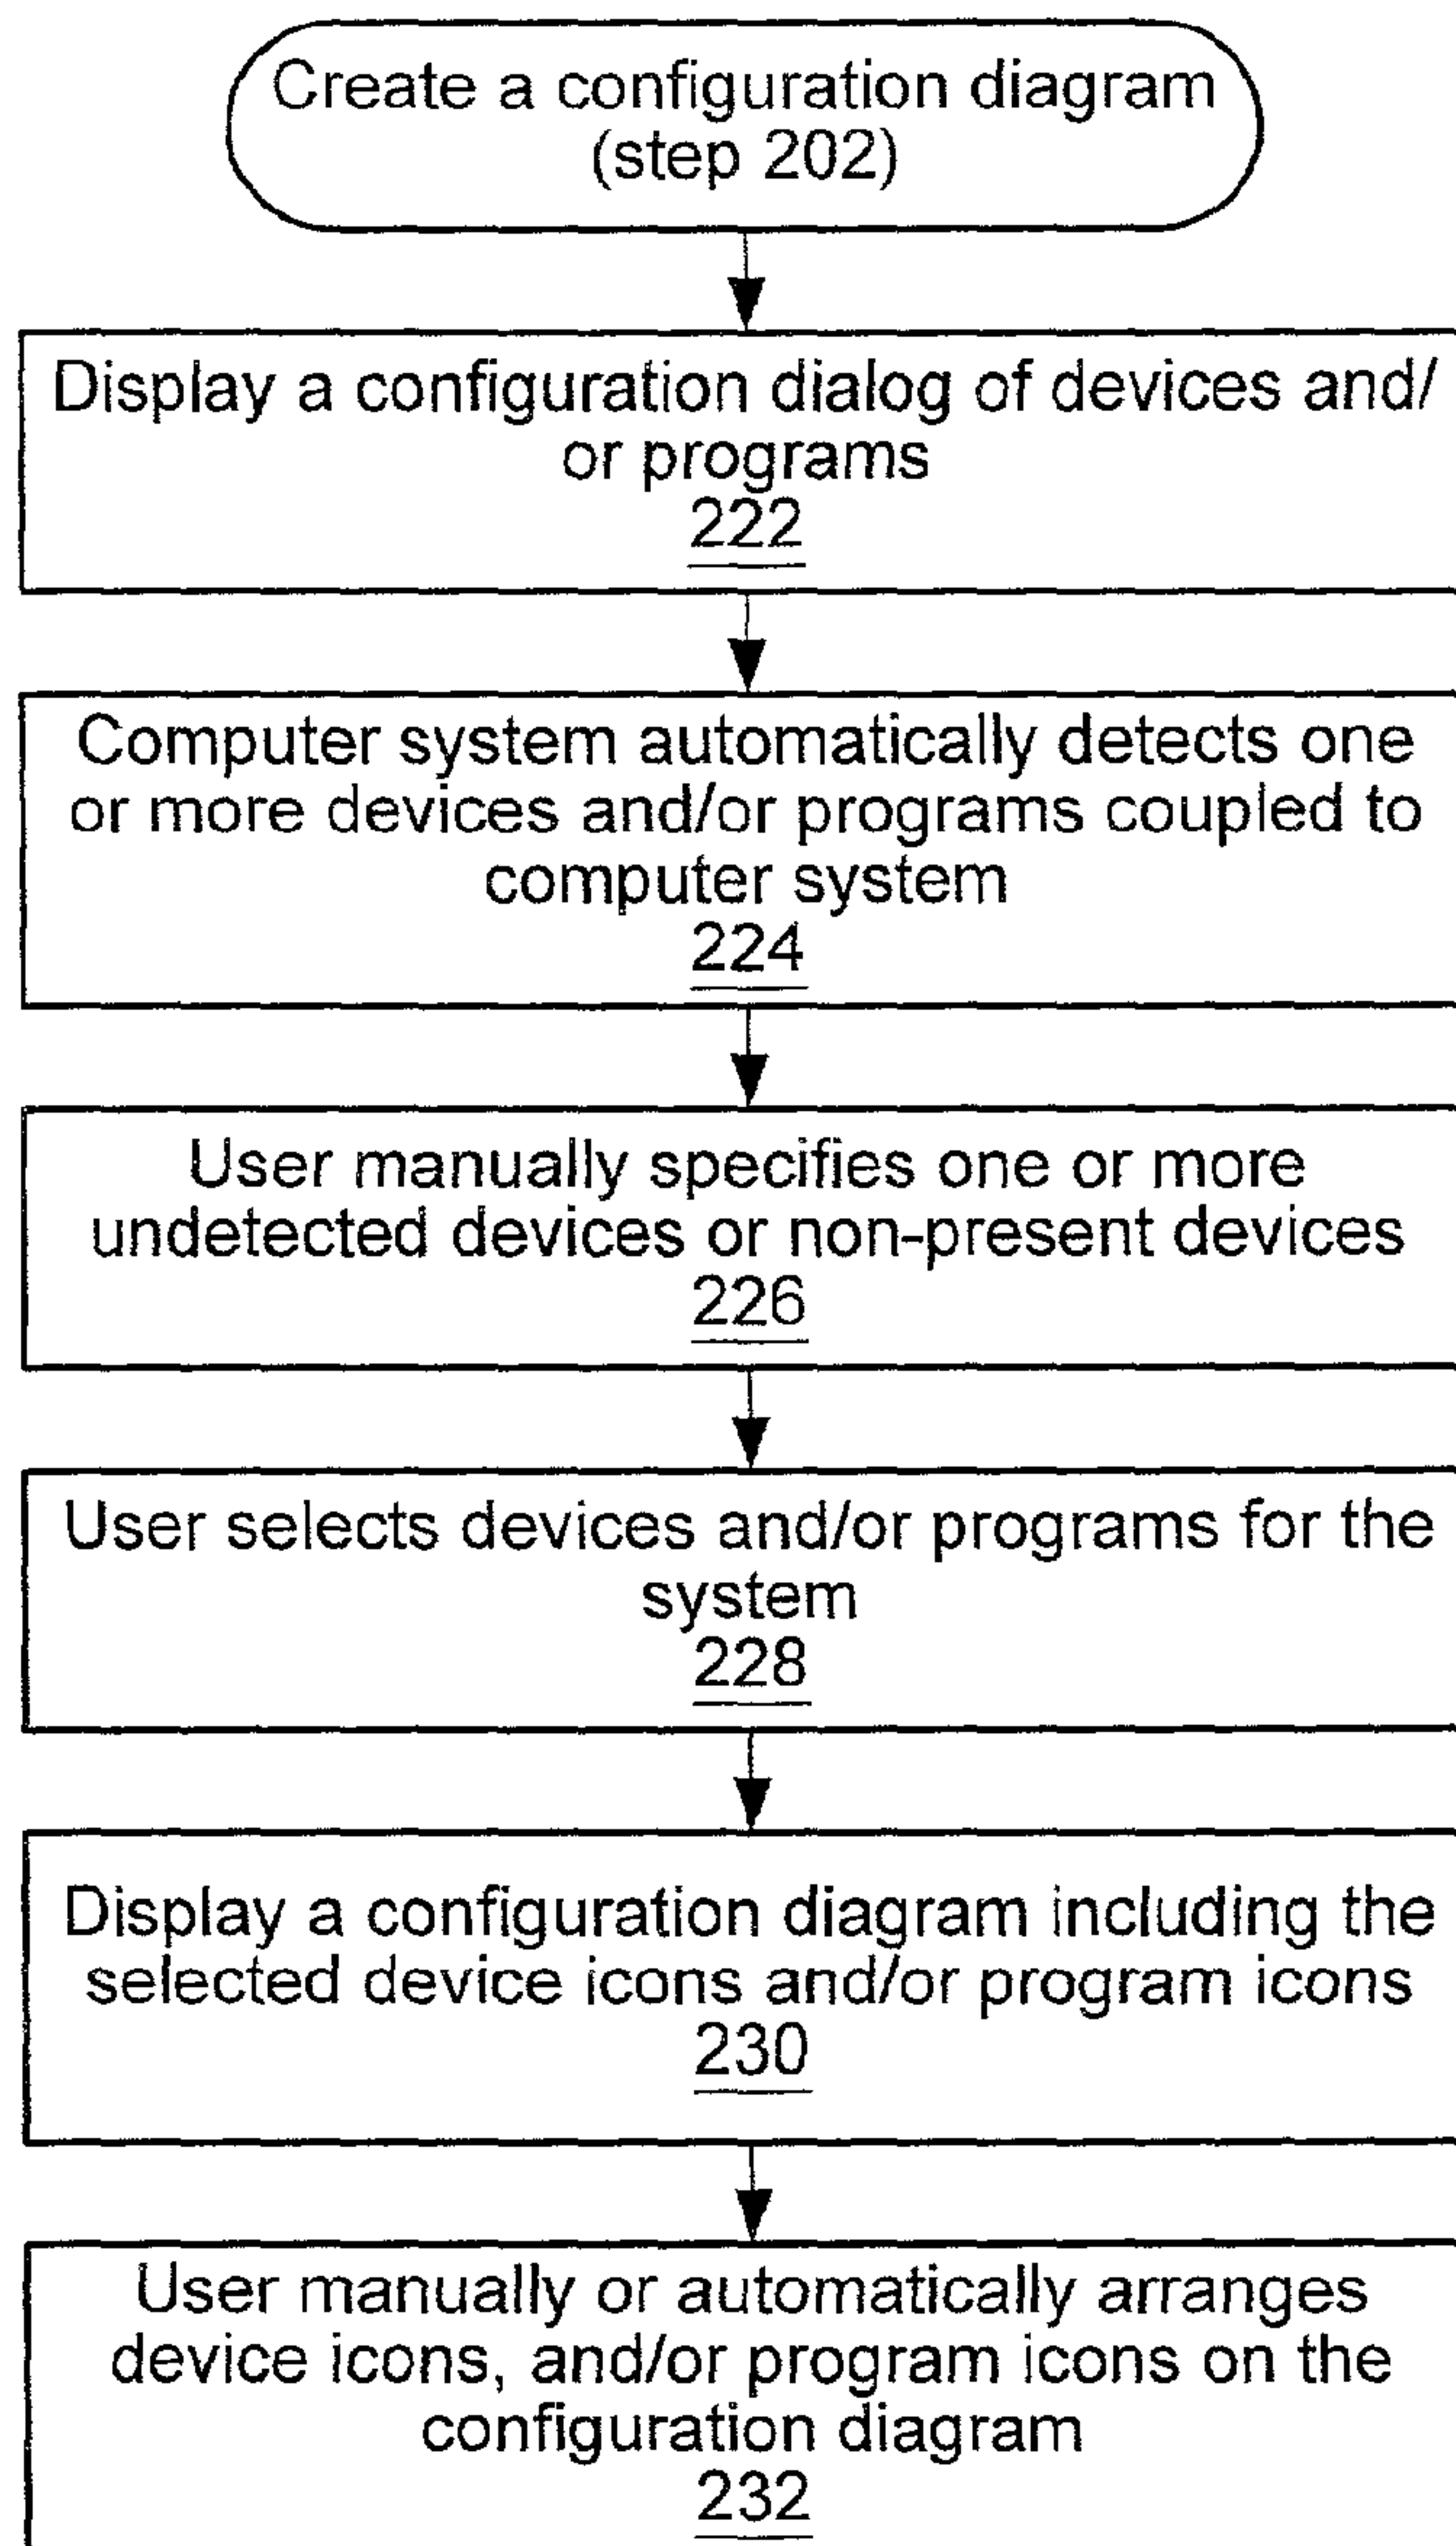 Create a configuration diagram
(step 202)
Display a configuration dialog of devices and/
or programs
222
Computer system automatically detects one
or more devices and/or programs coupled to
computer system
224
User manually specifies one or more
undetected devices or non-present devices
226
User selects devices and/or programs for the
system
228
Display a configuration diagram including the
selected device icons and/or program icons
230
User manually or automatically arranges
device icons, and/or program icons on the
configuration diagram
232